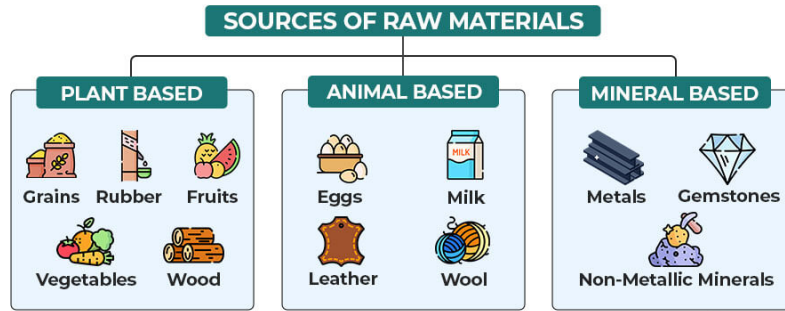 SOURCES OF RAW MATERIALS
PLANT BASED
Grains
Rubber
Fruits
Vegetables
Wood
ANIMAL BASED
Eggs
MILK
Milk
Leather
Wool
MINERAL BASED
Metals
Gemstones
Non-Metallic Minerals